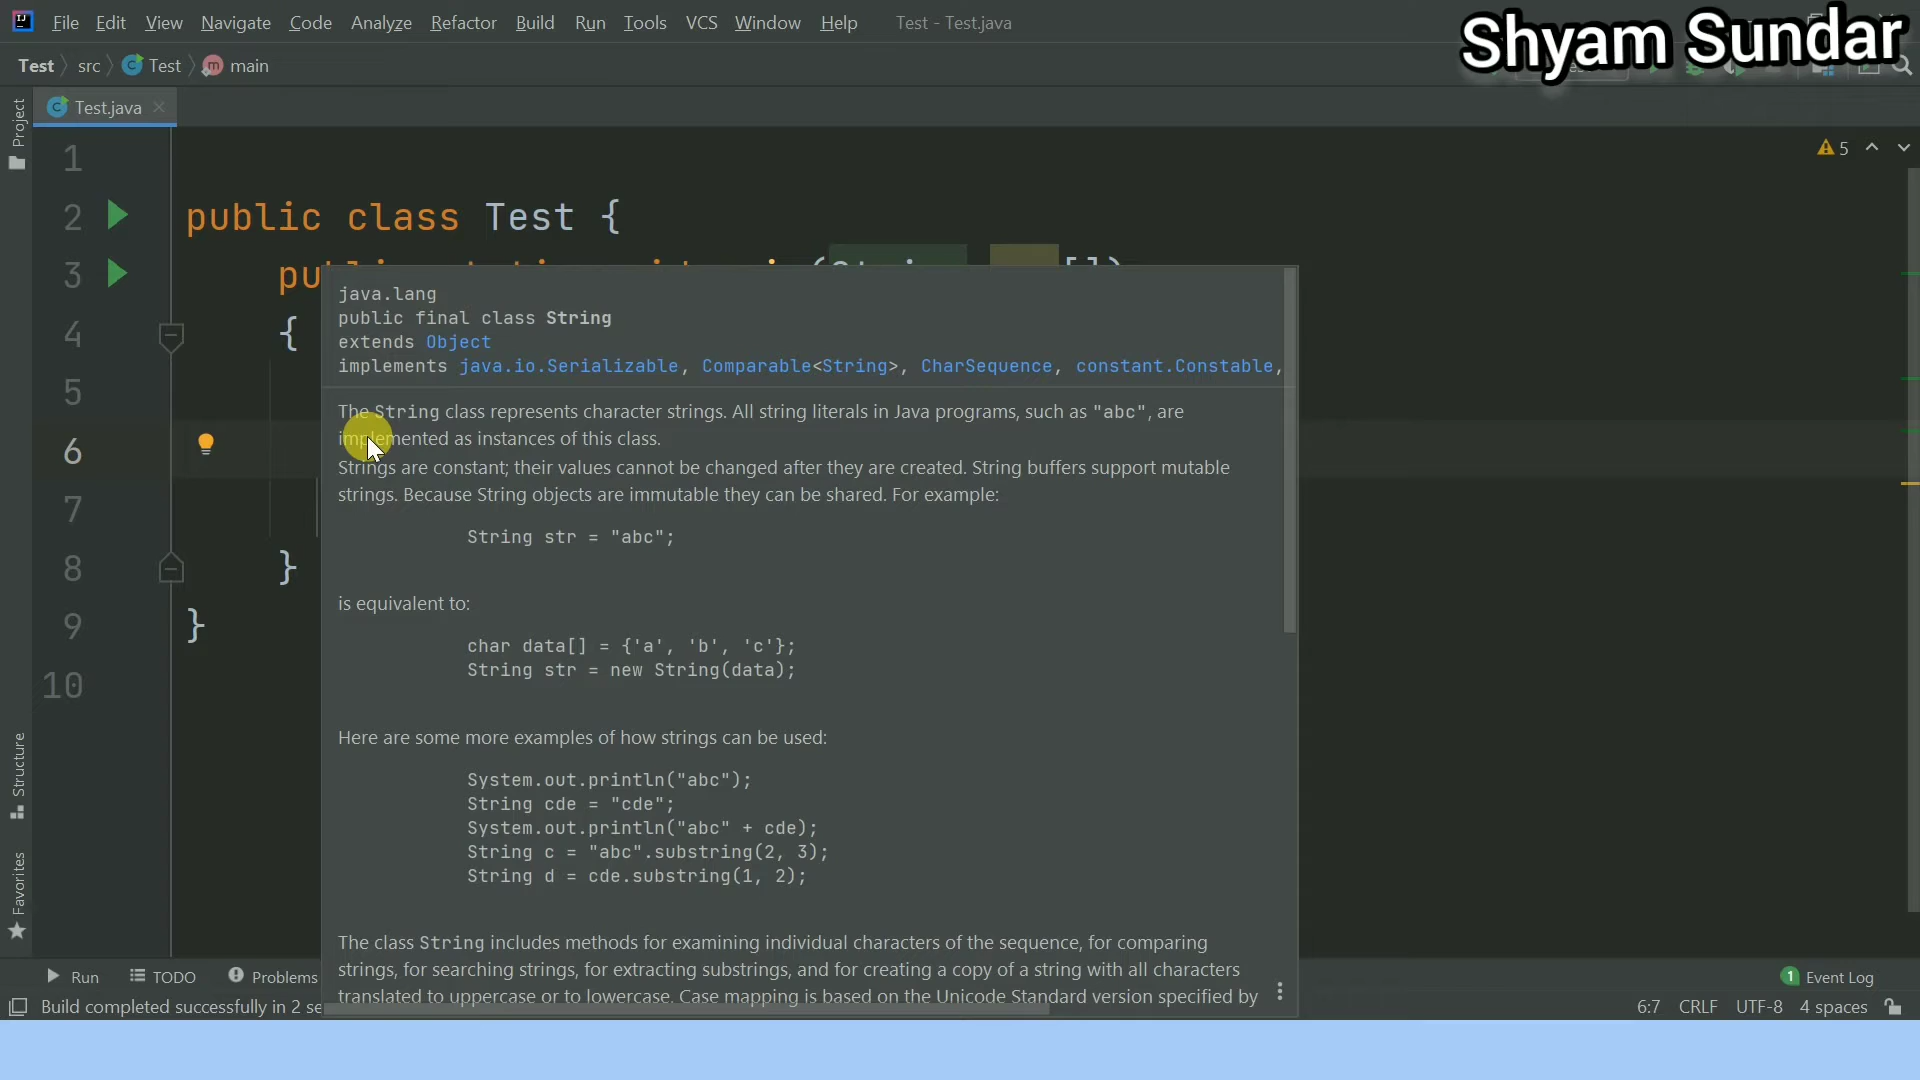 File Edit View Navigate Code Analyze Refactor Build Run Tools VCS Window Help Test - Test.java
Shyam Sundar
Test src Test main
Project
Test.java
5
1
2 public class Test {
3
4 {
5
6
7
8 }
9 }
10
java.lang
public final class String
extends Object
implements java.io.Serializable, Comparable<String>, CharSequence, constant.Constable,
The String class represents character strings. All string literals in Java programs, such as "abc", are
implemented as instances of this class.
Strings are constant; their values cannot be changed after they are created. String buffers support mutable
strings. Because String objects are immutable they can be shared. For example:
String str = "abc";
is equivalent to:
char data[] = {'a', 'b', 'c'};
String str = new String(data);
Here are some more examples of how strings can be used:
System.out.println("abc");
String cde = "cde";
System.out.println("abc" + cde);
String c = "abc".substring(2, 3);
String d = cde.substring(1, 2);
The class String includes methods for examining individual characters of the sequence, for comparing
strings, for searching strings, for extracting substrings, and for creating a copy of a string with all characters
translated to uppercase or to lowercase. Case mapping is based on the Unicode Standard version specified by
Structure
Favorites
Run TODO Problems 1 Event Log
Build completed successfully in 2 se 6:7 CRLF UTF-8 4 spaces